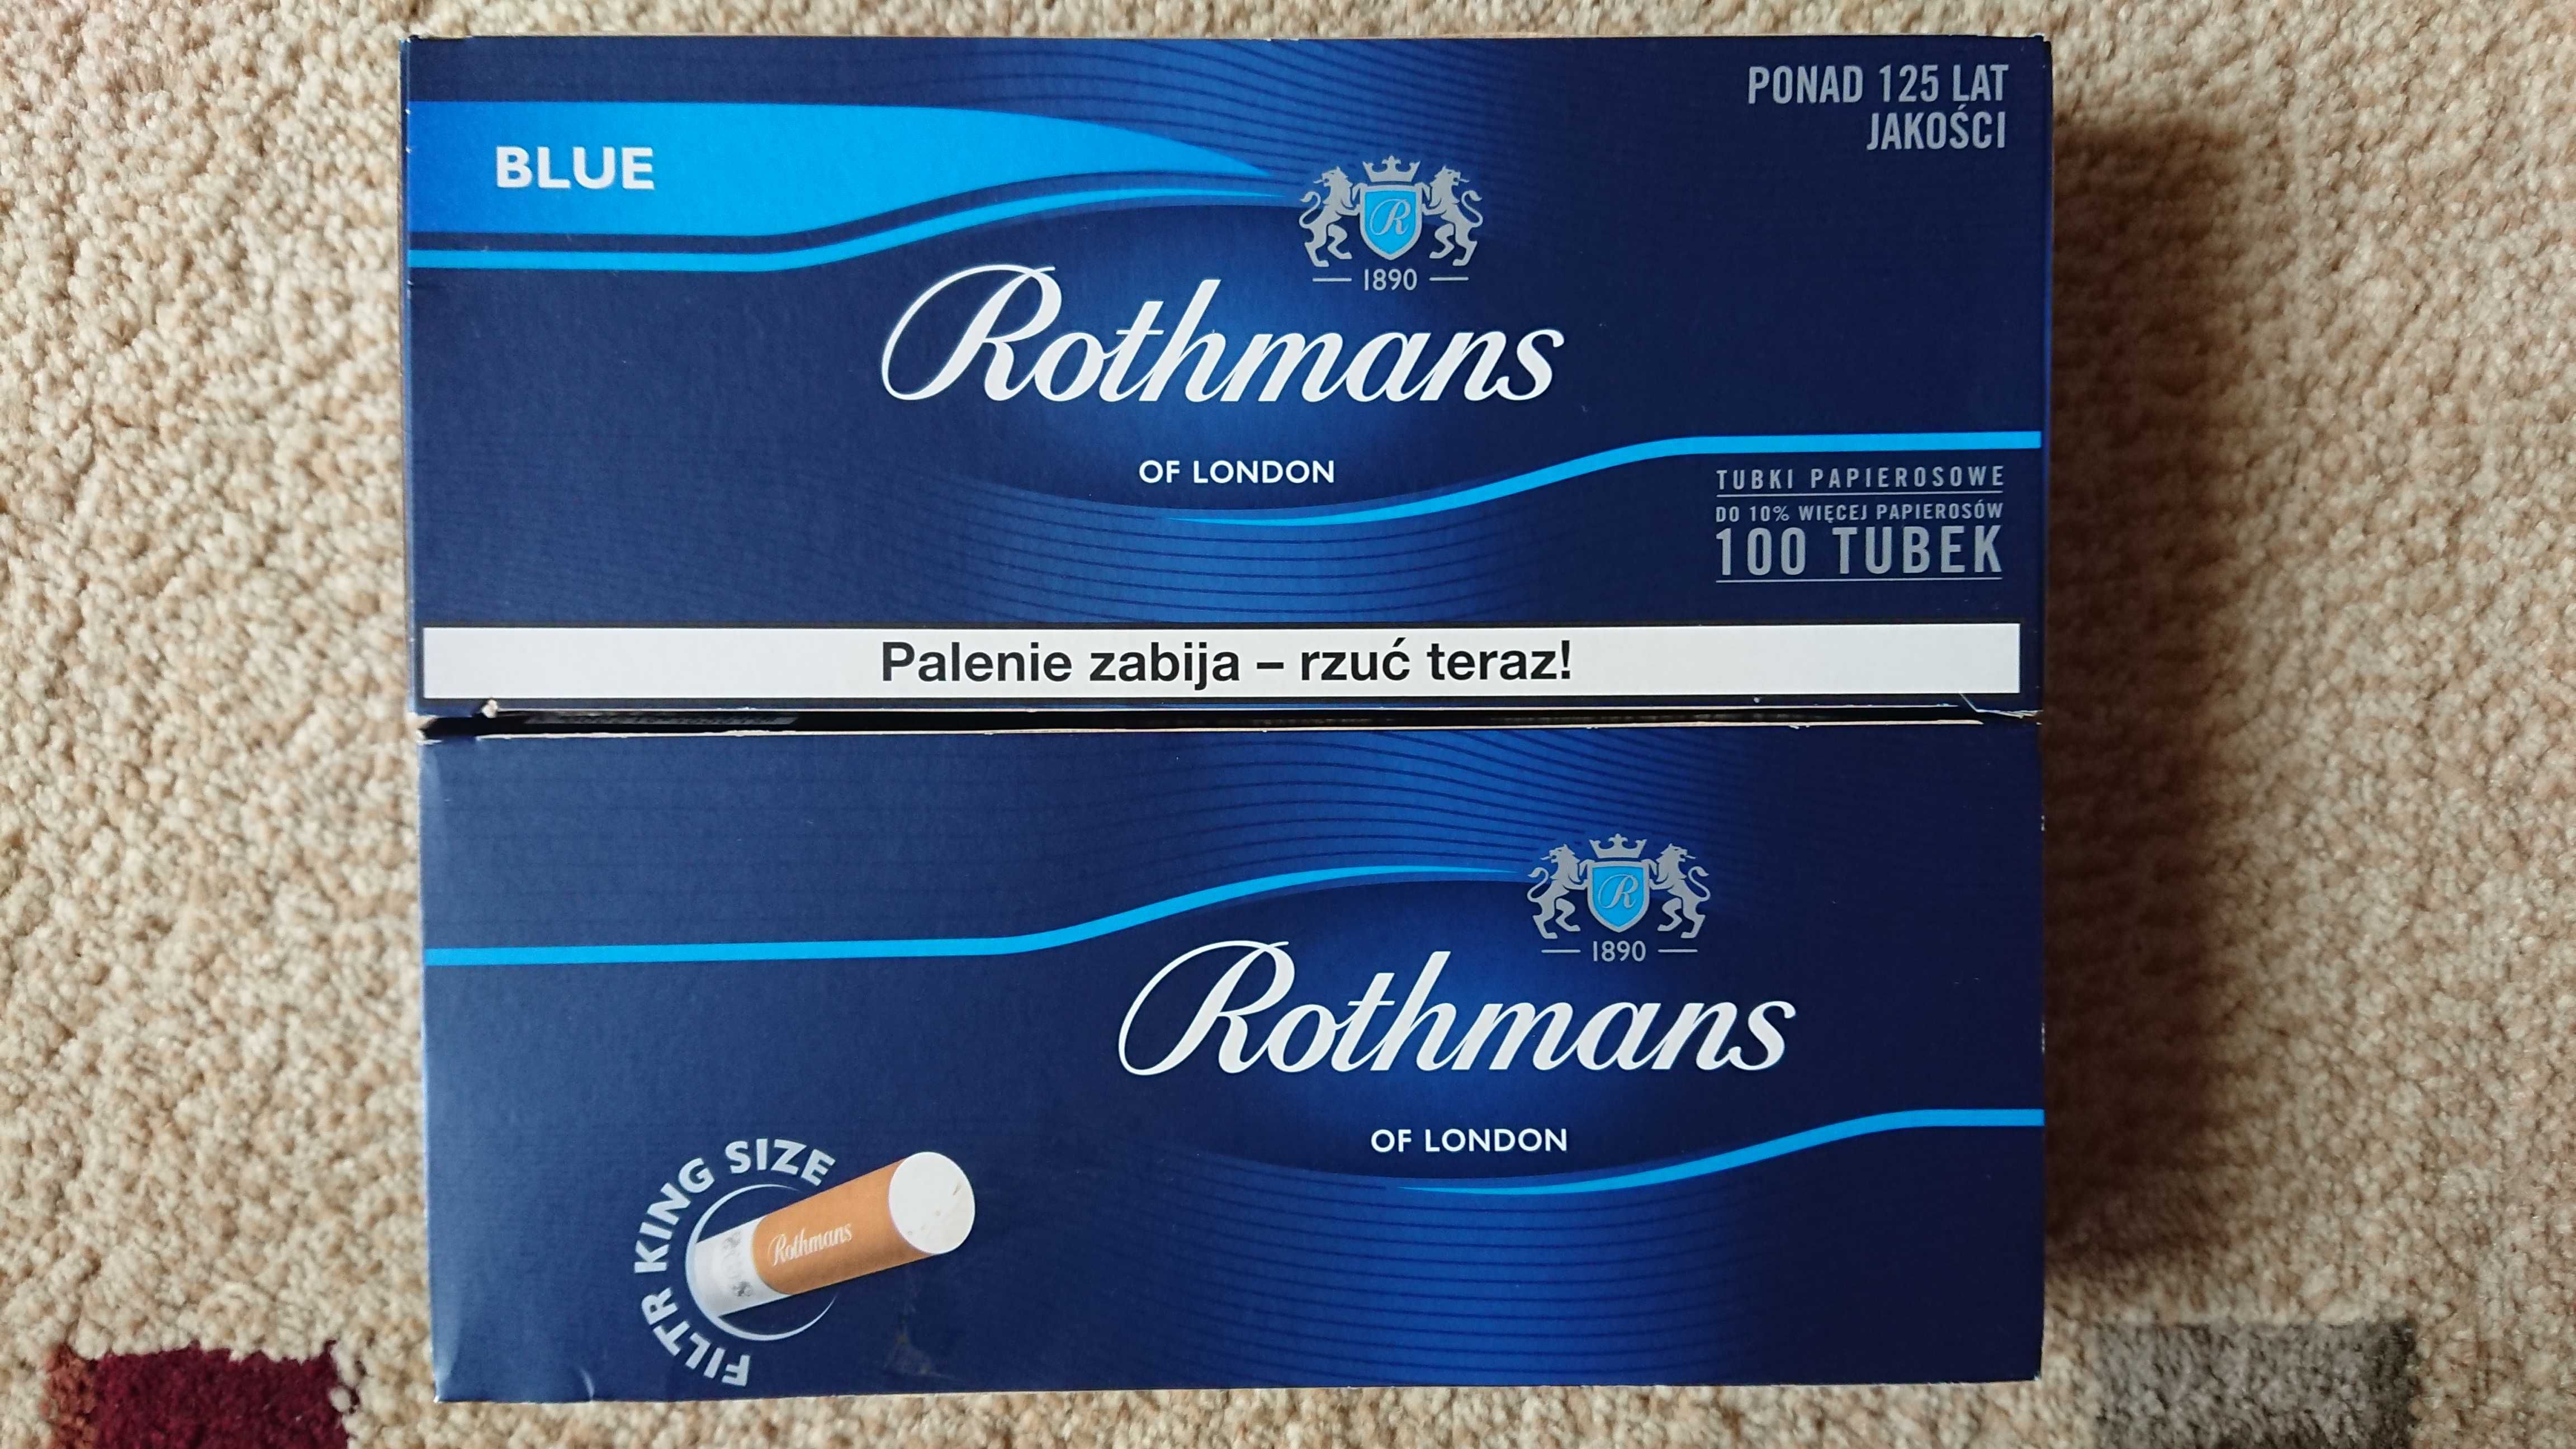 PONAD 125 LAT
JAKOŚCI
BLUE
R
1890
Rothmans
OF LONDON
TUBKI PAPIEROSOWE
DO 10% WIĘCEJ PAPIEROSÓW
100 TUBEK
Palenie zabija – rzuć teraz!
R
1890
Rothmans
OF LONDON
FILTR KING SIZE
Rothmans